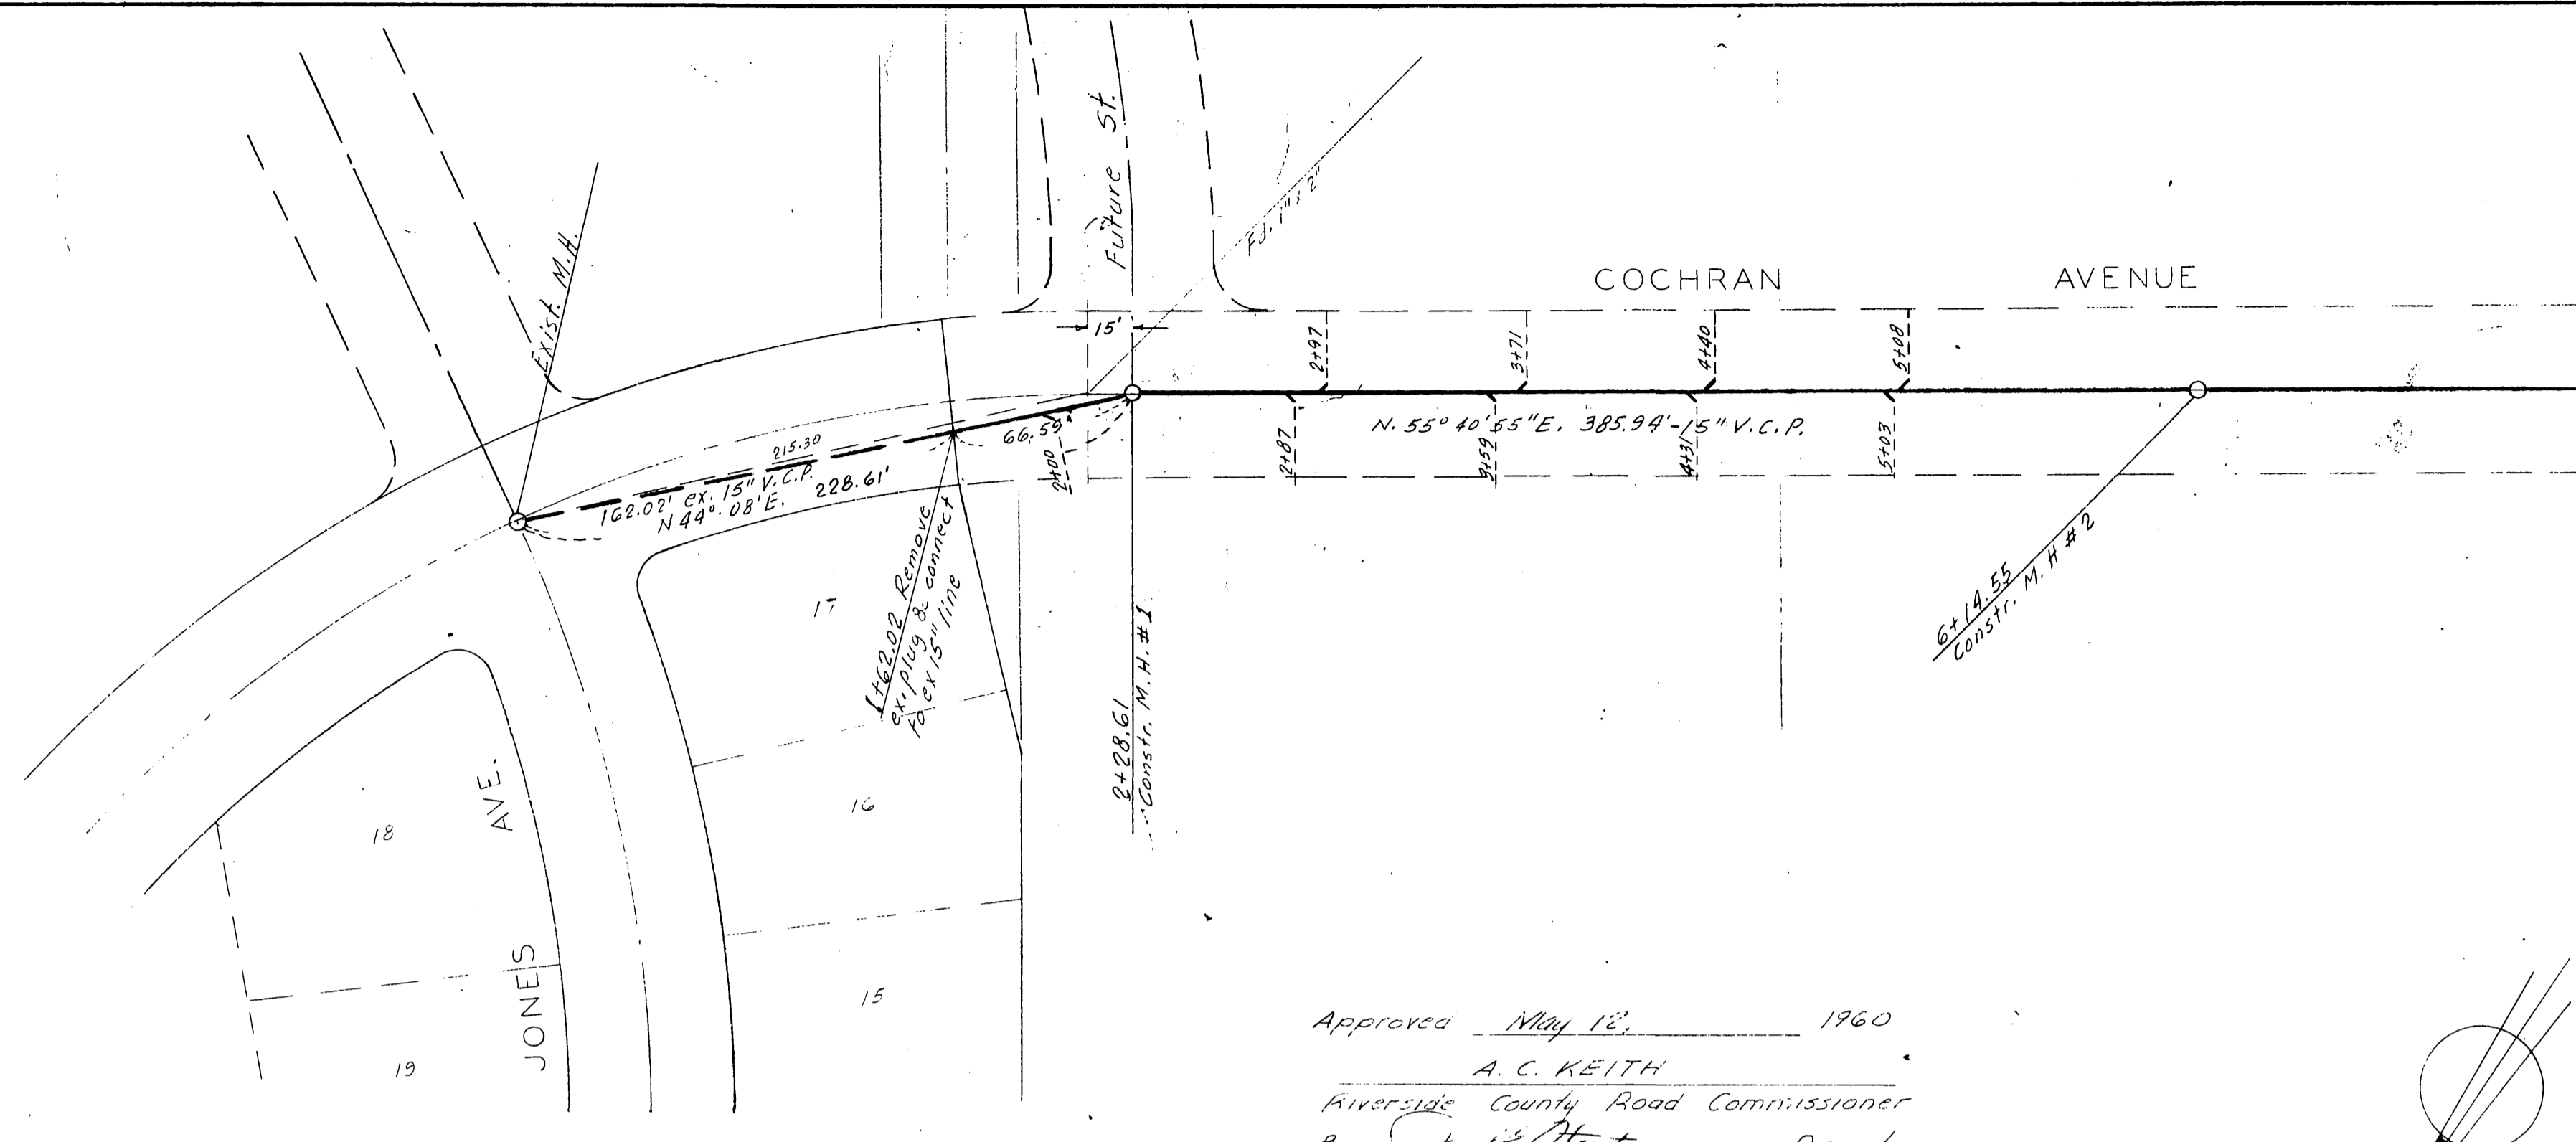 Future St.
Fd. 1" x 2"
Exist. M.H.
COCHRAN AVENUE
15'
2+97
3+71
4+40
5+08
215.30
66.59'
162.02' ex. 15" V.C.P.
N 44°. 08' E. 228.61'
2+00
2+87
3+59
4+31
5+03
N. 55° 40' 55" E. 385.94' - 15" V.C.P.
1+62.02 Remove
ex. plug & connect
to ex 15" line
2+28.61
Constr. M.H. #1
6+14.55
Constr. M.H #2
17
16
15
18
19
JONES AVE.
Approved May 12, 1960
A. C. KEITH
Riverside County Road Commissioner